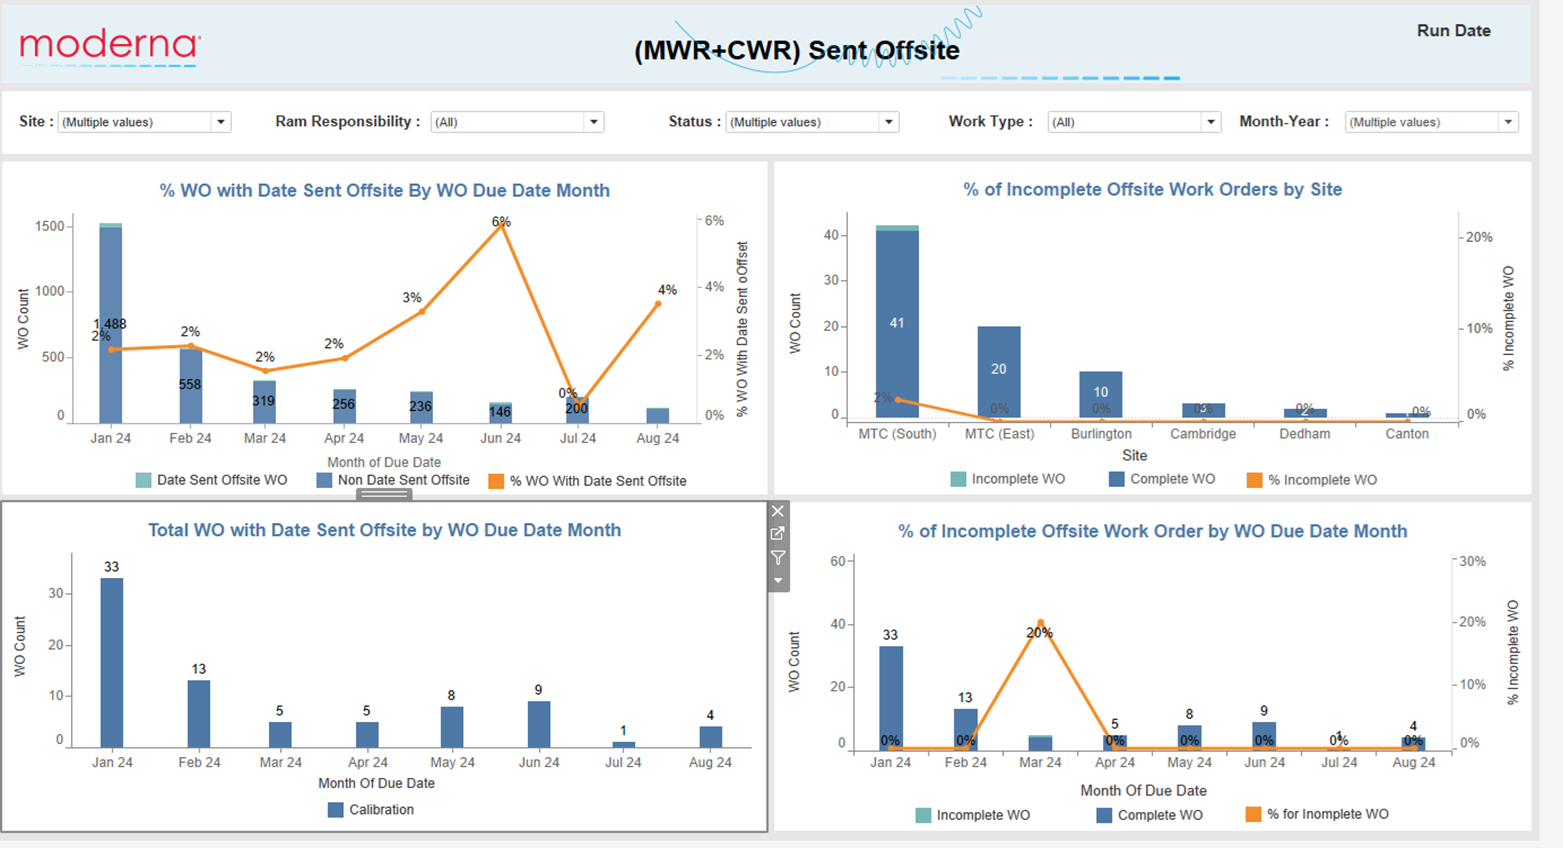 moderna
(MWR+CWR) Sent Offsite
Run Date
Site : (Multiple values) Ram Responsibility : (All) Status : (Multiple values) Work Type : (All) Month-Year : (Multiple values)
% WO with Date Sent Offsite By WO Due Date Month
1500
1000
500
0
WO Count
6%
4%
2%
0%
% WO With Date Sent oOffset
1,488
2%
2%
2%
2%
3%
6%
0%
4%
558
319
256
236
146
200
Jan 24 Feb 24 Mar 24 Apr 24 May 24 Jun 24 Jul 24 Aug 24
Month of Due Date
Date Sent Offsite WO Non Date Sent Offsite % WO With Date Sent Offsite
% of Incomplete Offsite Work Orders by Site
40
30
20
10
0
WO Count
20%
10%
0%
% Incomplete WO
41
20
10
2%
0%
0%
0%
0%
0%
MTC (South) MTC (East) Burlington Cambridge Dedham Canton
Site
Incomplete WO Complete WO % Incomplete WO
Total WO with Date Sent Offsite by WO Due Date Month
30
20
10
0
WO Count
33
13
5
5
8
9
1
4
Jan 24 Feb 24 Mar 24 Apr 24 May 24 Jun 24 Jul 24 Aug 24
Month Of Due Date
Calibration
% of Incomplete Offsite Work Order by WO Due Date Month
60
40
20
0
WO Count
30%
20%
10%
0%
% Incomplete WO
33
13
20%
5
8
9
1
4
0%
0%
0%
0%
0%
0%
0%
Jan 24 Feb 24 Mar 24 Apr 24 May 24 Jun 24 Jul 24 Aug 24
Month Of Due Date
Incomplete WO Complete WO % for Inomplete WO